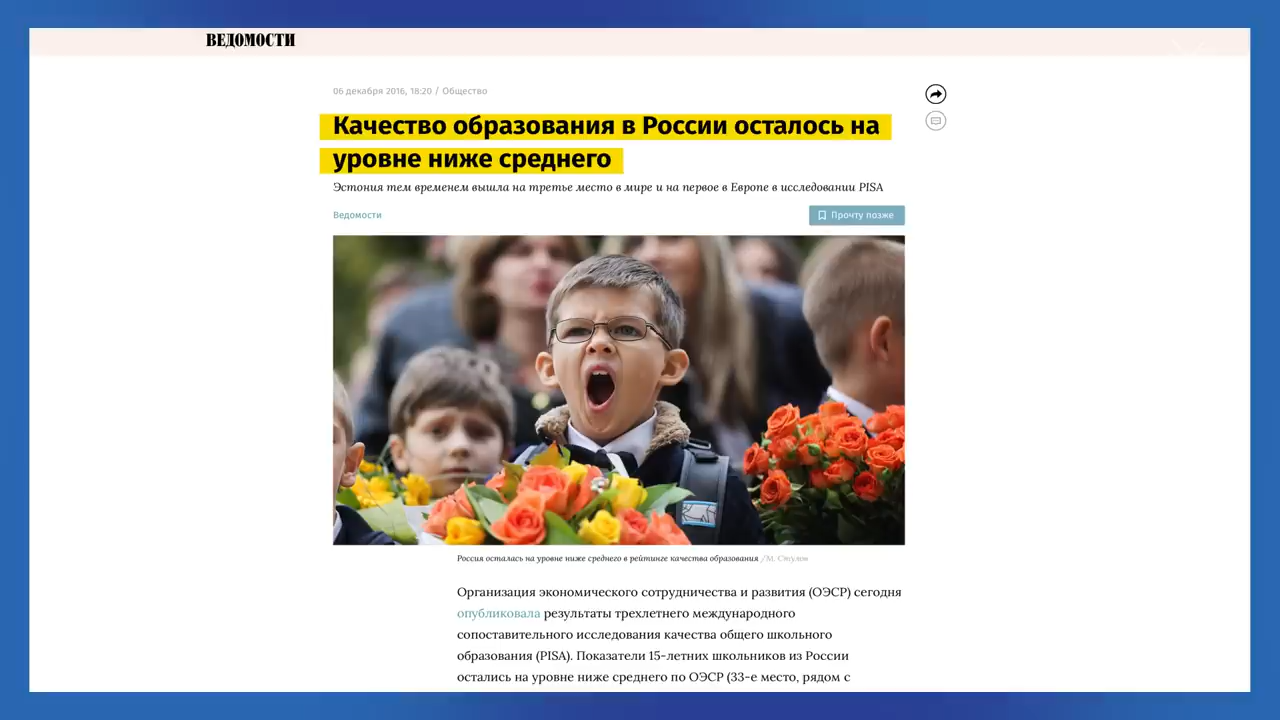 ВЕДОМОСТИ
06 декабря 2016, 18:20 / Общество
Качество образования в России осталось на
уровне ниже среднего
Эстония тем временем вышла на третье место в мире и на первое в Европе в исследовании PISA
Ведомости
Прочту позже
Россия осталась на уровне ниже среднего в рейтинге качества образования /М. Стулов
Организация экономического сотрудничества и развития (ОЭСР) сегодня
опубликовала результаты трехлетнего международного
сопоставительного исследования качества общего школьного
образования (PISA). Показатели 15-летних школьников из России
остались на уровне ниже среднего по ОЭСР (33-е место, рядом с